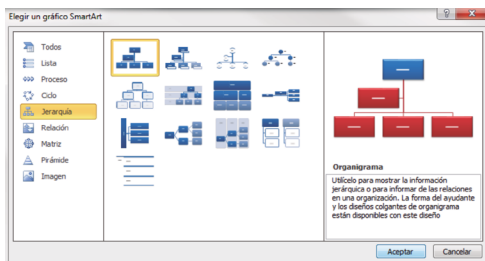 Elegir un gráfico SmartArt
Todos
Lista
Proceso
Ciclo
Jerarquía
Relación
Matriz
Pirámide
Imagen
Organigrama
Utilícelo para mostrar la información
jerárquica o para informar de las relaciones
en una organización. La forma del ayudante
y los diseños colgantes de organigrama
están disponibles con este diseño
Aceptar
Cancelar